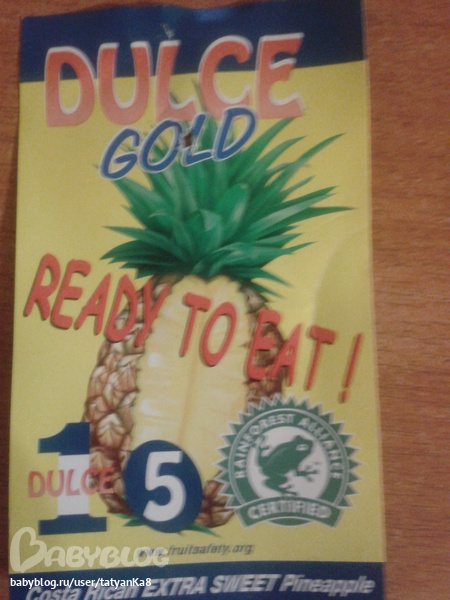 DULCE
GOLD
READY TO EAT!
1
DULCE
5
RAINFOREST ALLIANCE
CERTIFIED
BABYBLOG
www.fruitsafety.org
babyblog.ru/user/tatyanKa8
Costa Rican EXTRA SWEET Pineapple